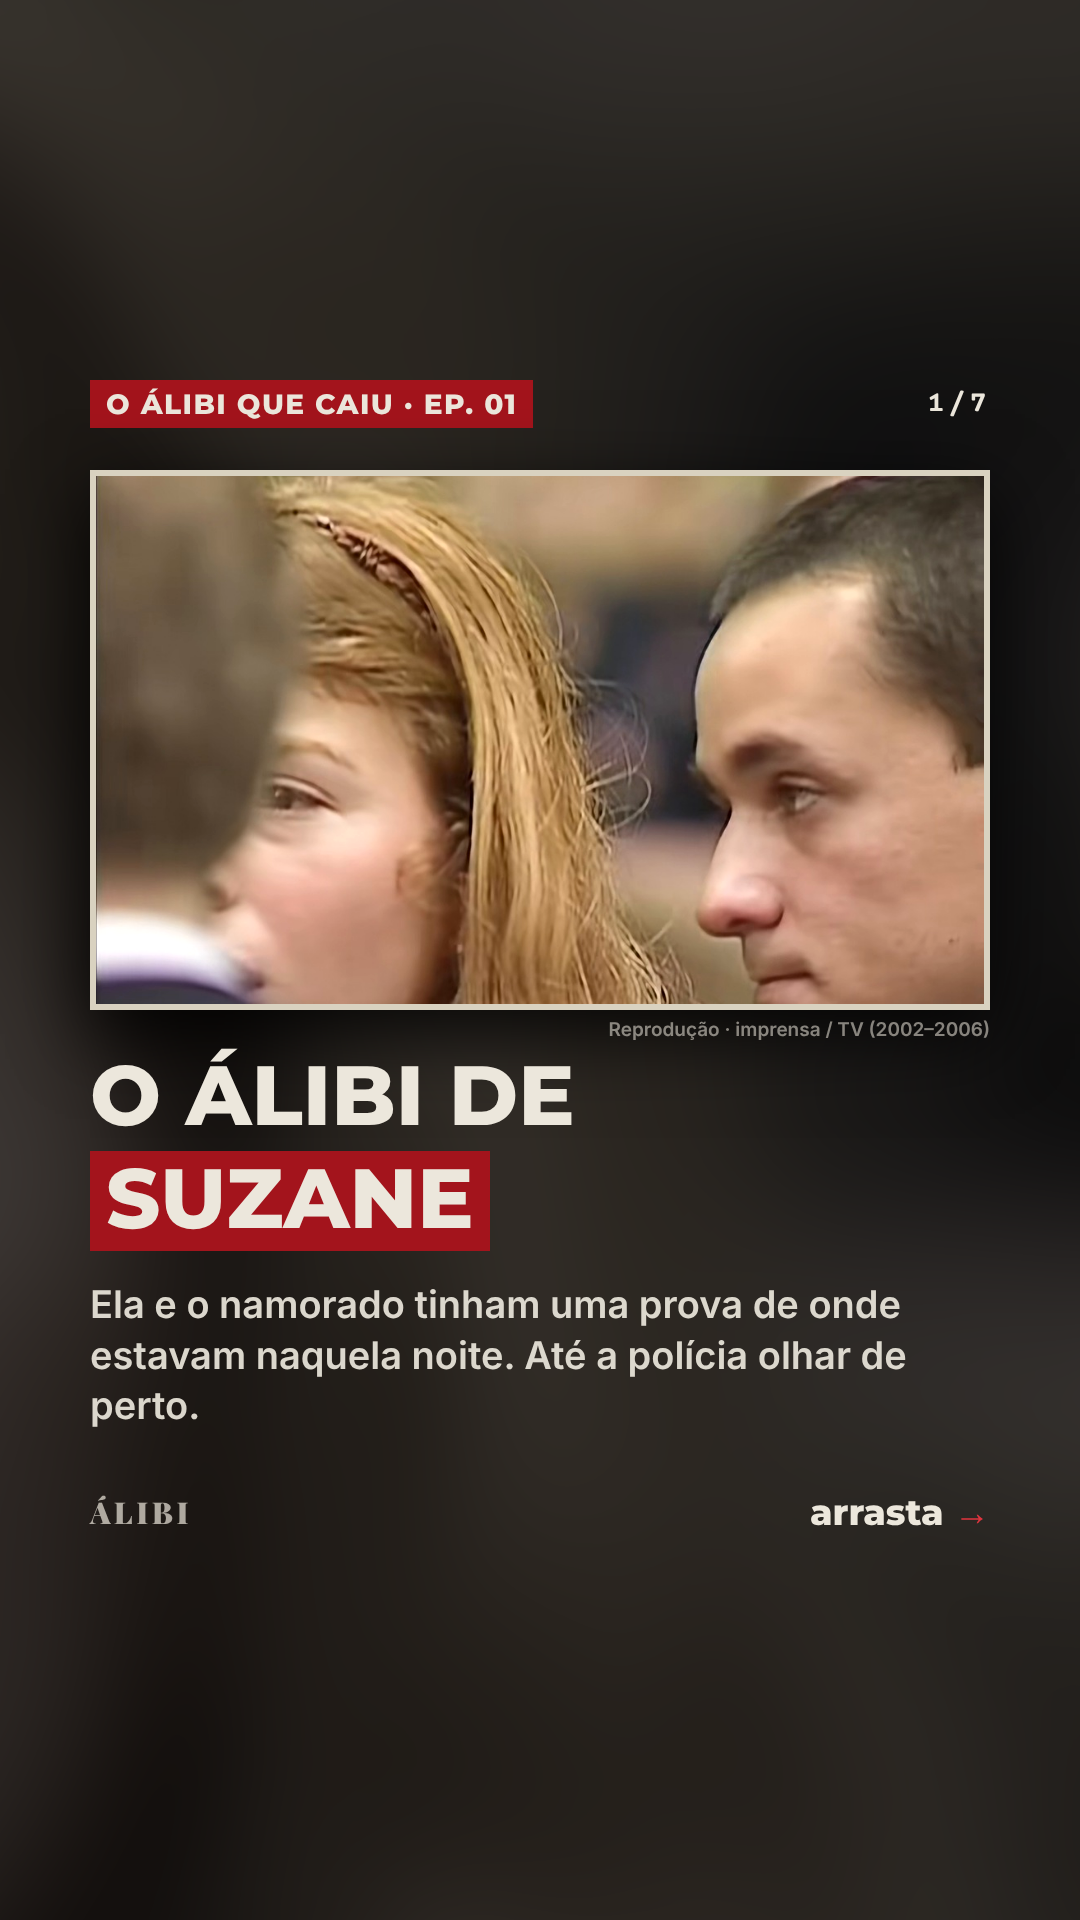 O ÁLIBI QUE CAIU · EP. 01
1 / 7
Reprodução · imprensa / TV (2002–2006)
O ÁLIBI DE
SUZANE
Ela e o namorado tinham uma prova de onde
estavam naquela noite. Até a polícia olhar de
perto.
ÁLIBI
arrasta →